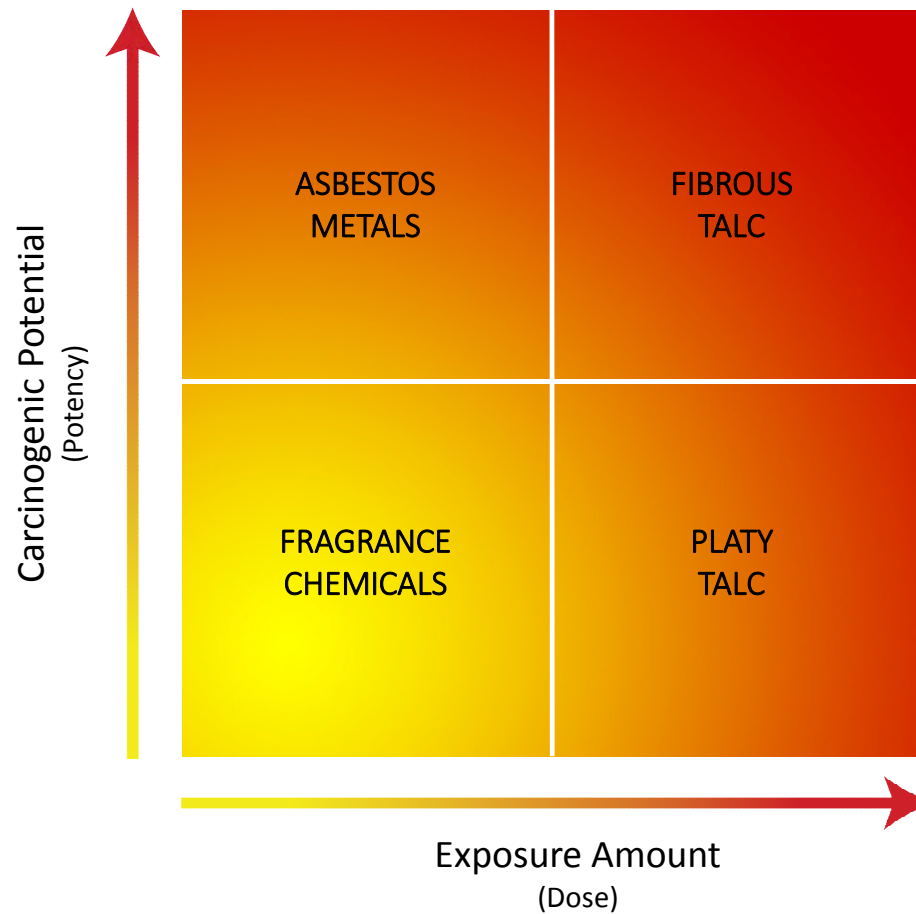 Carcinogenic Potential
(Potency)
ASBESTOS
METALS
FIBROUS
TALC
FRAGRANCE
CHEMICALS
PLATY
TALC
Exposure Amount
(Dose)